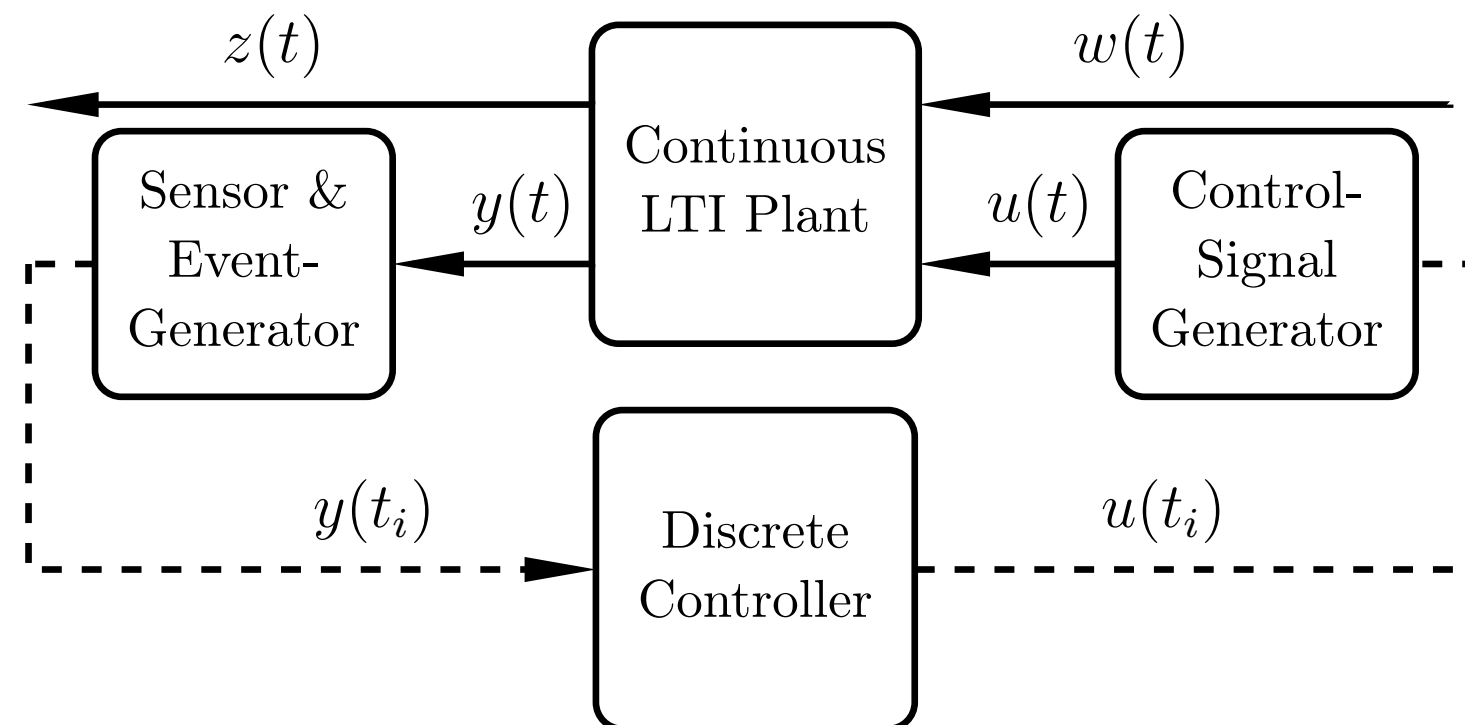 z(t)
w(t)
Continuous
LTI Plant
Sensor &
Event-
Generator
y(t)
u(t)
Control-
Signal
Generator
y(t_i)
u(t_i)
Discrete
Controller